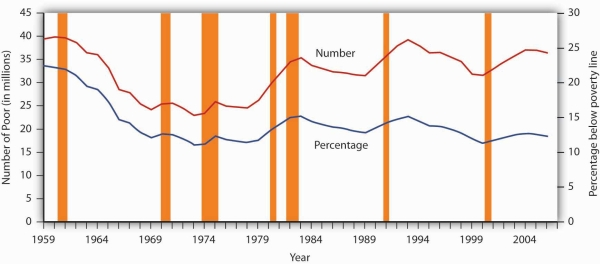 45
40
35
30
25
20
15
10
5
0
Number of Poor (in millions)
30
25
20
15
10
5
0
Percentage below poverty line
Number
Percentage
1959 1964 1969 1974 1979 1984 1989 1994 1999 2004
Year